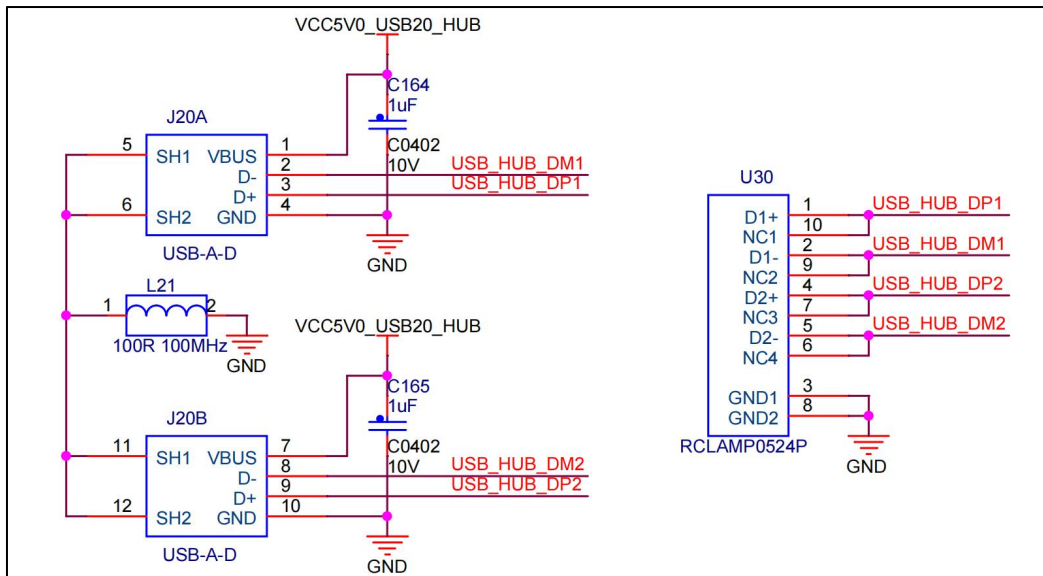 VCC5V0_USB20_HUB
C164
1uF
C0402
10V
J20A
5 SH1 VBUS 1
D- 2 USB_HUB_DM1
D+ 3 USB_HUB_DP1
6 SH2 GND 4
USB-A-D
GND
L21
1 2
100R 100MHz
GND
VCC5V0_USB20_HUB
C165
1uF
C0402
10V
J20B
11 SH1 VBUS 7
D- 8 USB_HUB_DM2
D+ 9 USB_HUB_DP2
12 SH2 GND 10
USB-A-D
GND
U30
D1+ 1 USB_HUB_DP1
NC1 10
D1- 2 USB_HUB_DM1
NC2 9
D2+ 4 USB_HUB_DP2
NC3 7
D2- 5 USB_HUB_DM2
NC4 6
GND1 3
GND2 8
RCLAMP0524P
GND